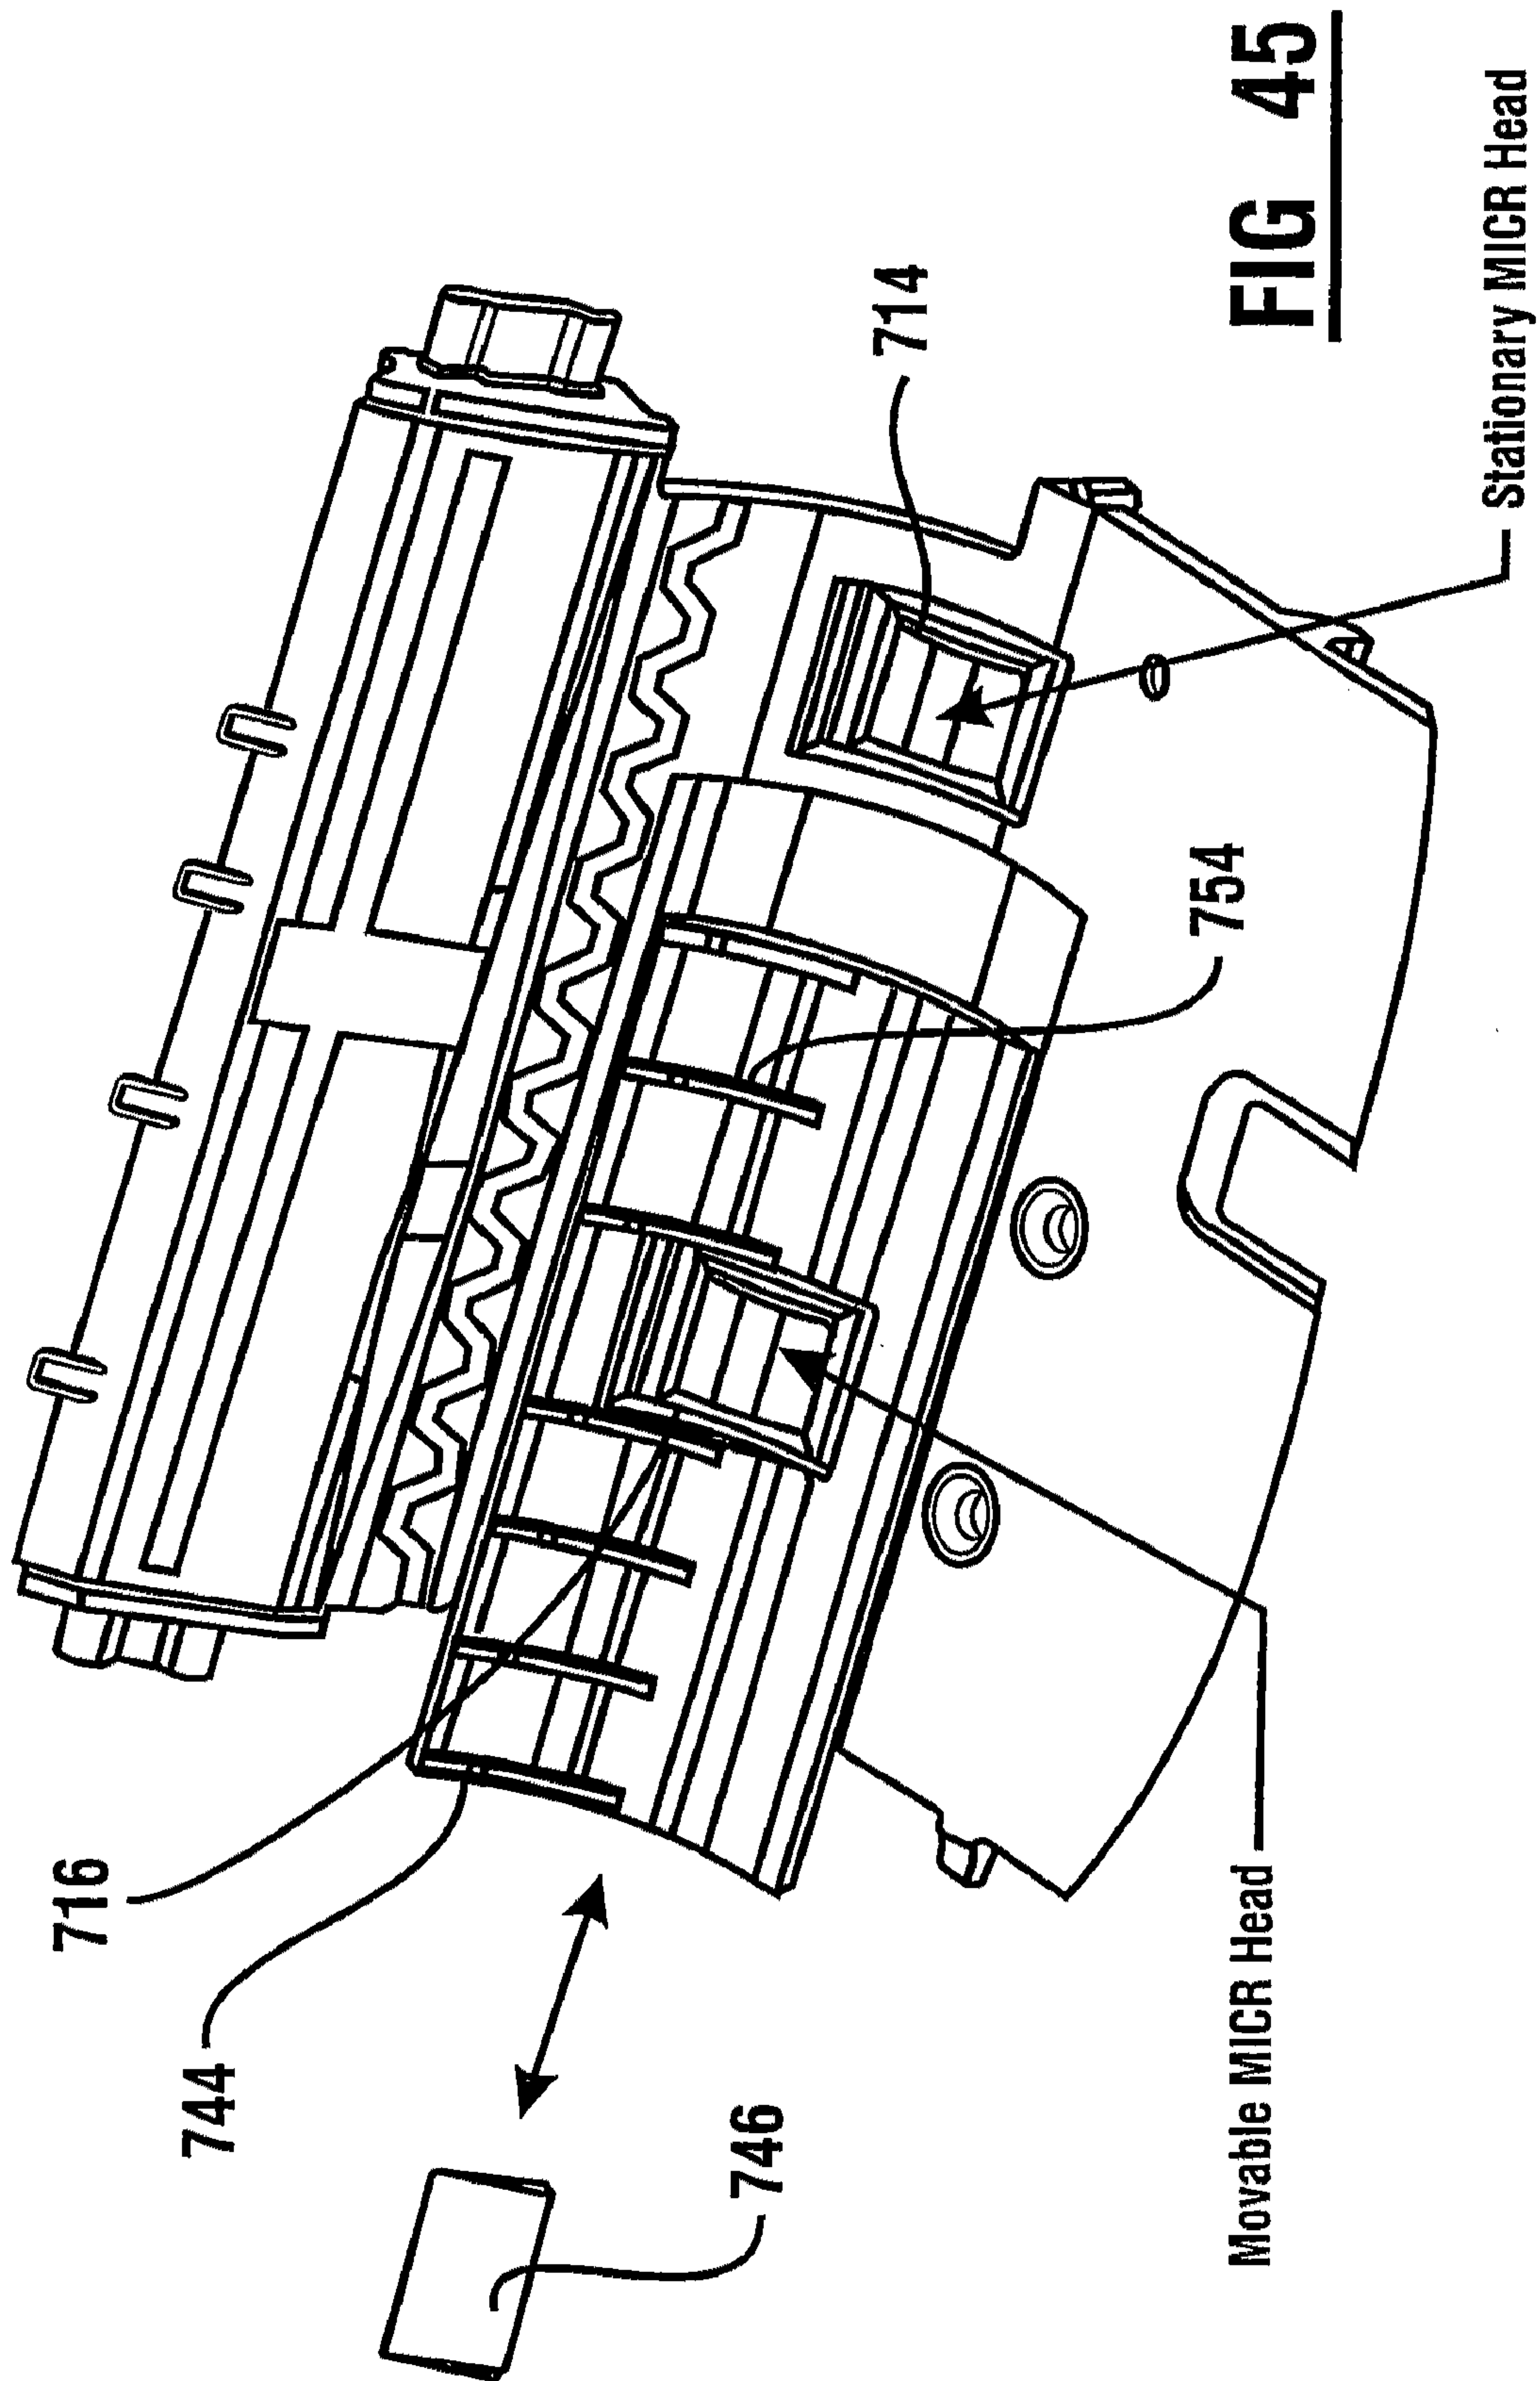 716
744
746
714
754
Movable MICR Head
Stationary MICR Head
FIG 45